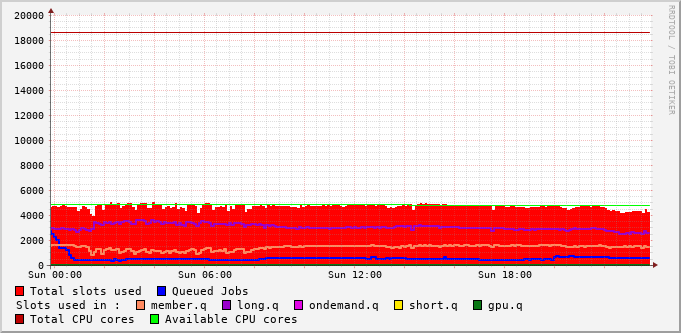 20000
18000
16000
14000
12000
10000
8000
6000
4000
2000
0
Sun 00:00 Sun 06:00 Sun 12:00 Sun 18:00
Total slots used Queued Jobs
Slots used in : member.q long.q ondemand.q short.q gpu.q
Total CPU cores Available CPU cores
RRDTOOL / TOBI OETIKER